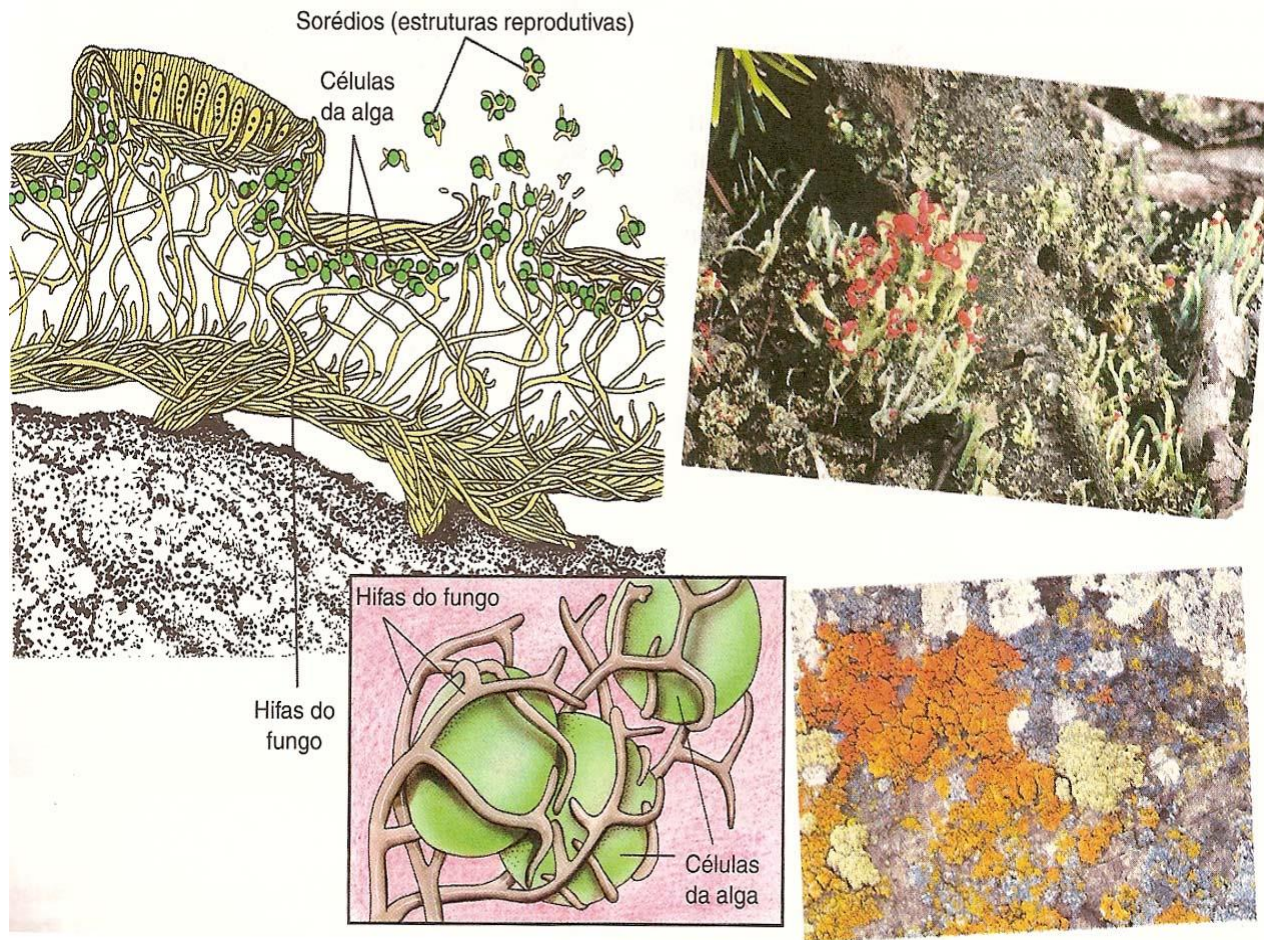 Sorédios (estruturas reprodutivas)
Células
da alga
Hifas do fungo
Hifas do
fungo
Células
da alga